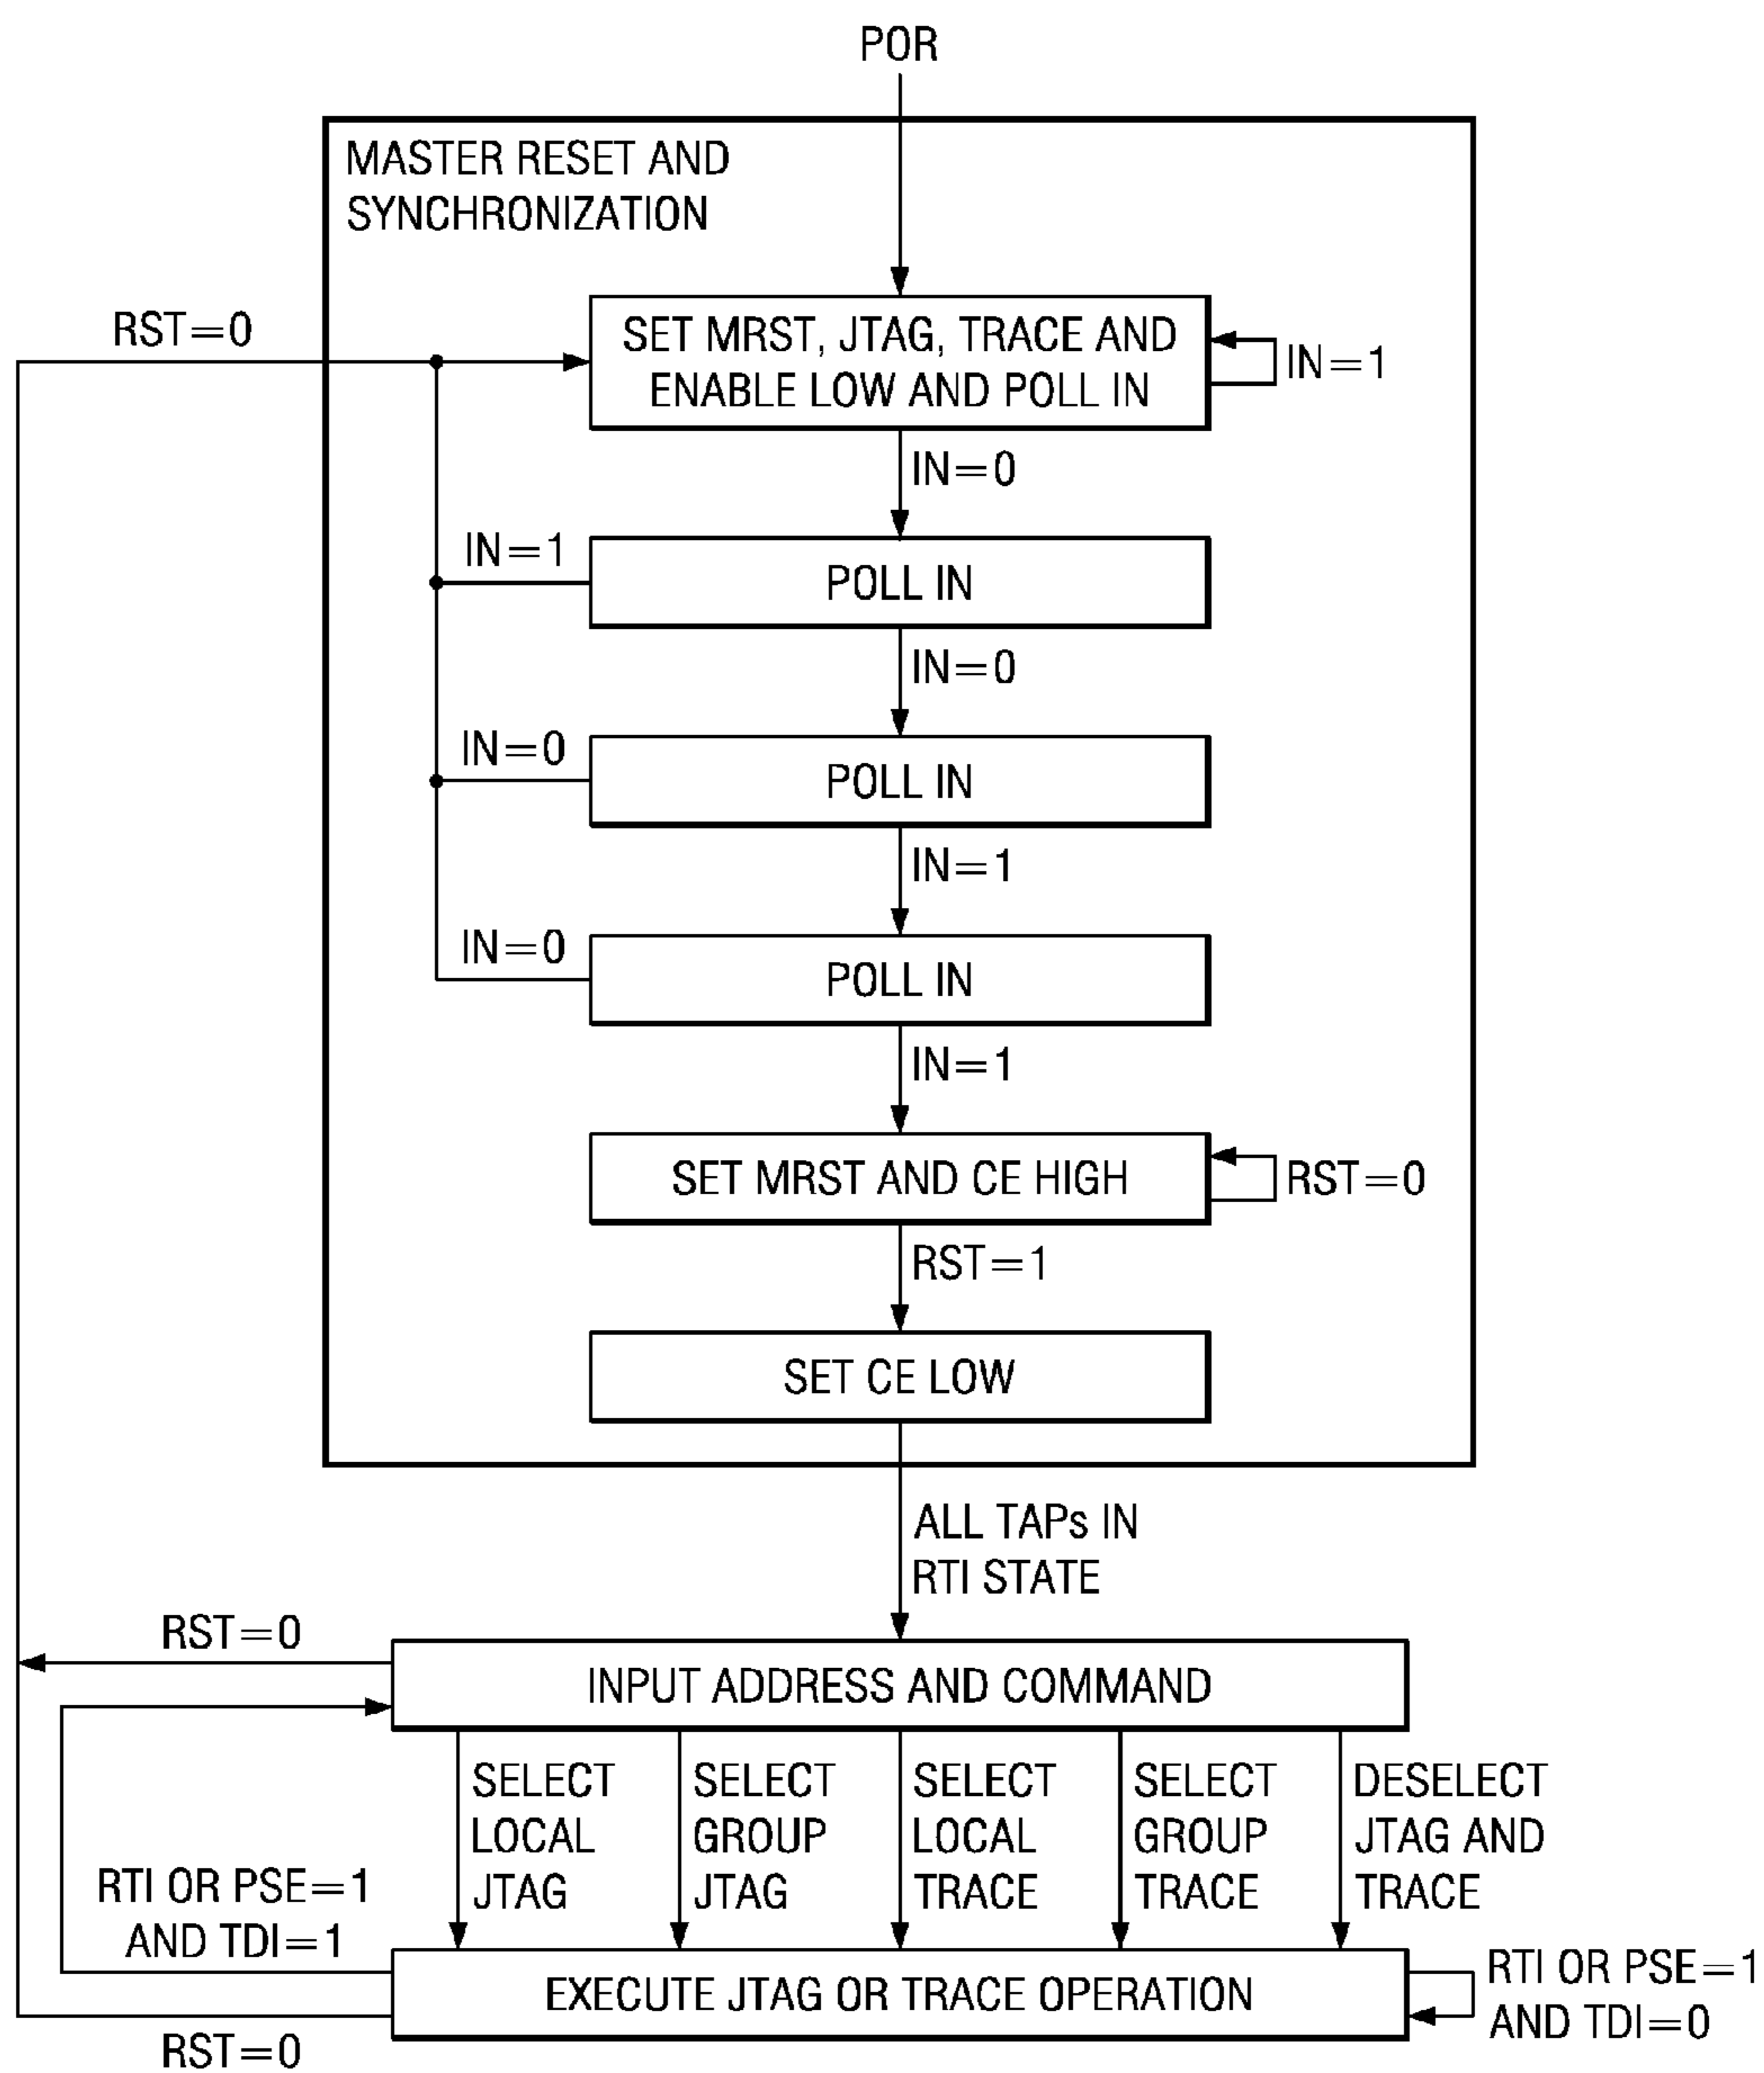 POR
MASTER RESET AND
SYNCHRONIZATION
RST=0
SET MRST, JTAG, TRACE AND
ENABLE LOW AND POLL IN
IN=1
IN=0
IN=1
POLL IN
IN=0
IN=0
POLL IN
IN=1
IN=0
POLL IN
IN=1
SET MRST AND CE HIGH
RST=0
RST=1
SET CE LOW
ALL TAPs IN
RTI STATE
RST=0
INPUT ADDRESS AND COMMAND
SELECT
LOCAL
JTAG
SELECT
GROUP
JTAG
SELECT
LOCAL
TRACE
SELECT
GROUP
TRACE
DESELECT
JTAG AND
TRACE
RTI OR PSE=1
AND TDI=1
EXECUTE JTAG OR TRACE OPERATION
RTI OR PSE=1
AND TDI=0
RST=0